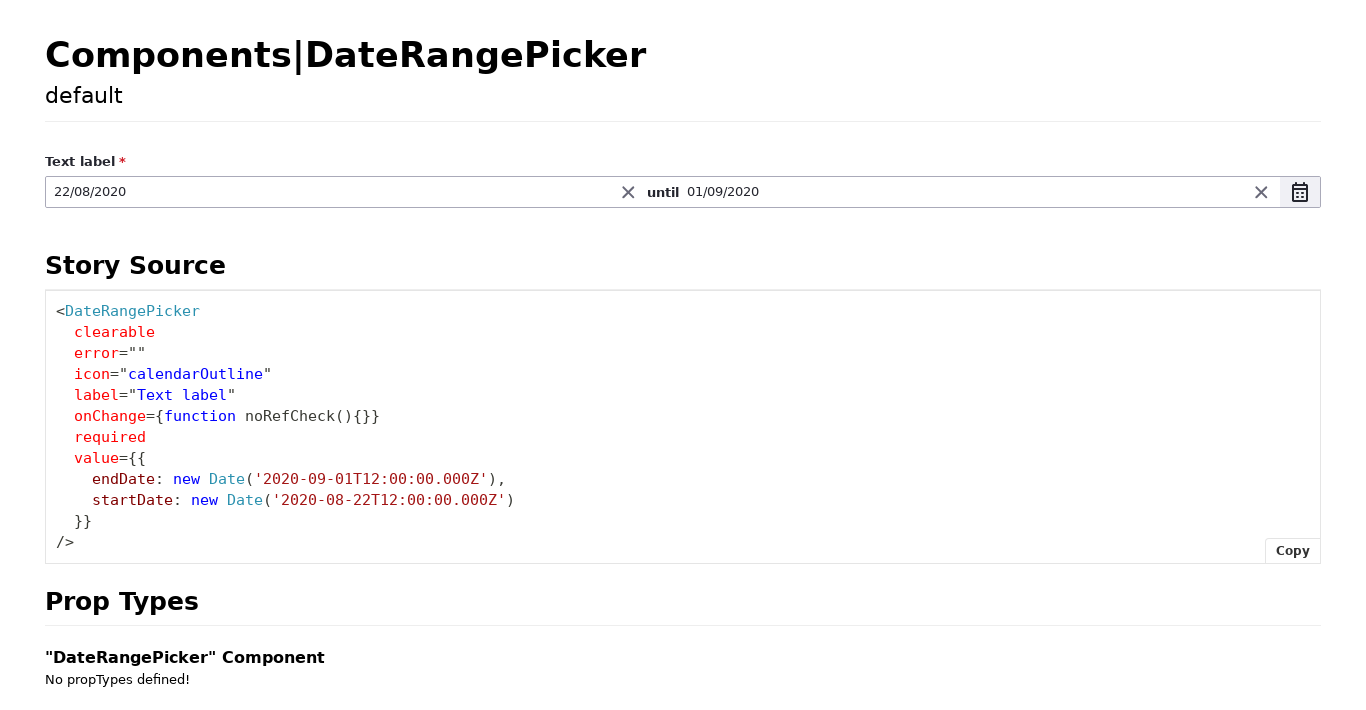 Components|DateRangePicker
default
Text label *
22/08/2020 until 01/09/2020
Story Source
<DateRangePicker
  clearable
  error=""
  icon="calendarOutline"
  label="Text label"
  onChange={function noRefCheck(){}}
  required
  value={{
    endDate: new Date('2020-09-01T12:00:00.000Z'),
    startDate: new Date('2020-08-22T12:00:00.000Z')
  }}
/>
Copy
Prop Types
"DateRangePicker" Component
No propTypes defined!